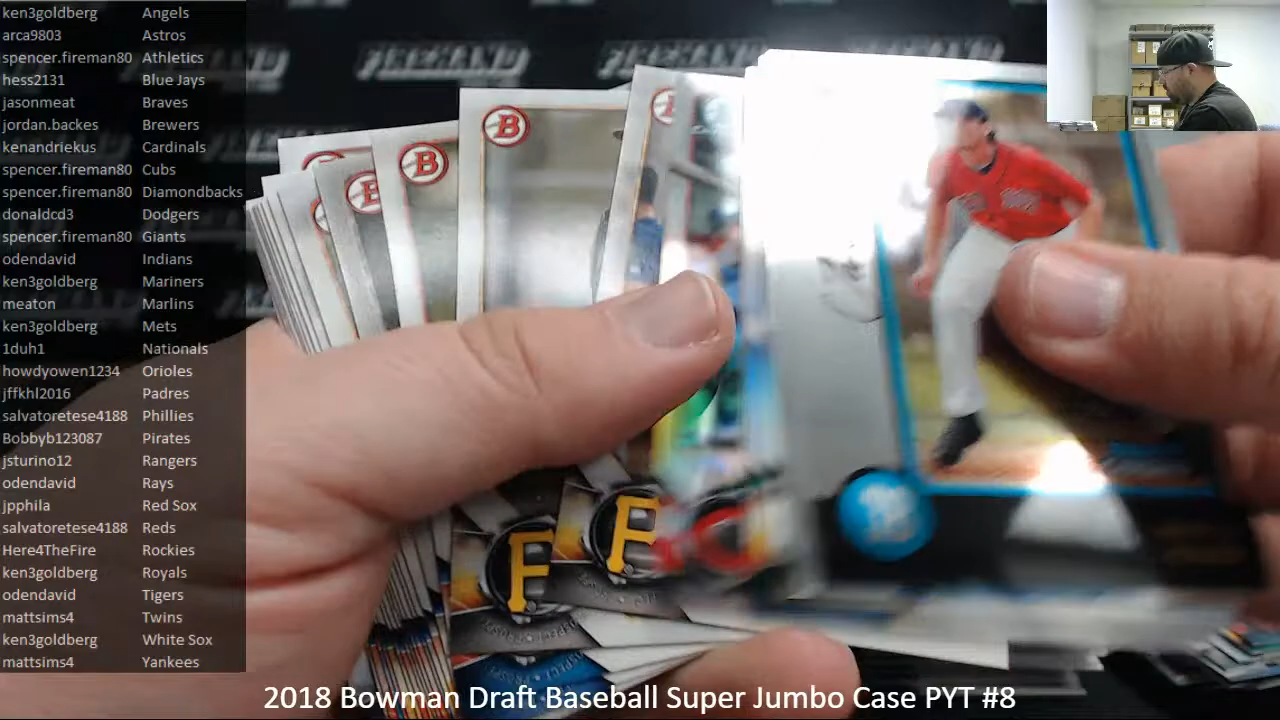 ken3goldberg Angels
arca9803 Astros
spencer.fireman80 Athletics
hess2131 Blue Jays
jasonmeat Braves
jordan.backes Brewers
kenandriekus Cardinals
spencer.fireman80 Cubs
spencer.fireman80 Diamondbacks
donaldcd3 Dodgers
spencer.fireman80 Giants
odendavid Indians
ken3goldberg Mariners
meaton Marlins
ken3goldberg Mets
1duh1 Nationals
howdyowen1234 Orioles
jffkhl2016 Padres
salvatoretese4188 Phillies
Bobbyb123087 Pirates
jsturino12 Rangers
odendavid Rays
jpphila Red Sox
salvatoretese4188 Reds
Here4TheFire Rockies
ken3goldberg Royals
odendavid Tigers
mattsims4 Twins
ken3goldberg White Sox
mattsims4 Yankees
FIREHAND
FIREHAND
B
B
B
P
P
2018 Bowman Draft Baseball Super Jumbo Case PYT #8